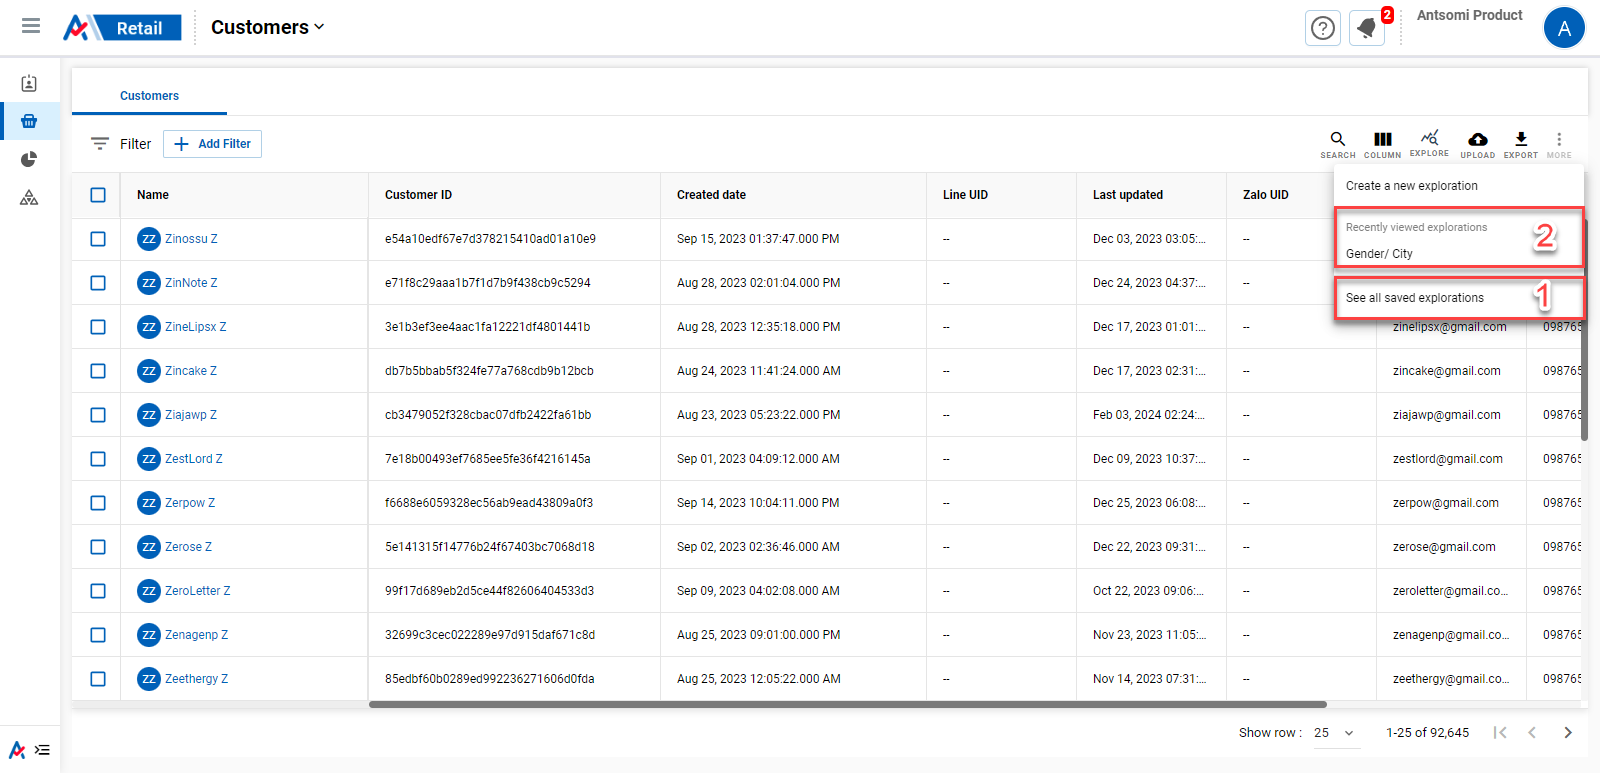 Retail
Customers
2
Antsomi Product
A
Customers
Filter
Add Filter
SEARCH
COLUMN
EXPLORE
UPLOAD
EXPORT
MORE
Create a new exploration
Recently viewed explorations
2
Gender/ City
See all saved explorations
1
Name Customer ID Created date Line UID Last updated Zalo UID
ZZ Zinossu Z e54a10edf67e7d378215410ad01a10e9 Sep 15, 2023 01:37:47.000 PM -- Dec 03, 2023 03:05:... --
ZZ ZinNote Z e71f8c29aaa1b7f1d7b9f438cb9c5294 Aug 28, 2023 02:01:04.000 PM -- Dec 24, 2023 04:37:... --
ZZ ZineLipsx Z 3e1b3ef3ee4aac1fa12221df4801441b Aug 28, 2023 12:35:18.000 PM -- Dec 17, 2023 01:01:... -- zinelipsx@gmail.com 098765
ZZ Zincake Z db7b5bbab5f324fe77a768cdb9b12bcb Aug 24, 2023 11:41:24.000 AM -- Dec 17, 2023 02:31:... -- zincake@gmail.com 098765
ZZ Ziajawp Z cb3479052f328cbac07dfb2422fa61bb Aug 23, 2023 05:23:22.000 PM -- Feb 03, 2024 02:24:... -- ziajawp@gmail.com 098765
ZZ ZestLord Z 7e18b00493ef7685ee5fe36f4216145a Sep 01, 2023 04:09:12.000 AM -- Dec 09, 2023 10:37:... -- zestlord@gmail.com 098765
ZZ Zerpow Z f6688e6059328ec56ab9ead43809a0f3 Sep 14, 2023 10:04:11.000 PM -- Dec 25, 2023 06:08:... -- zerpow@gmail.com 098765
ZZ Zerose Z 5e141315f14776b24f67403bc7068d18 Sep 02, 2023 02:36:46.000 AM -- Dec 22, 2023 09:31:... -- zerose@gmail.com 098765
ZZ ZeroLetter Z 99f17d689eb2d5ce44f82606404533d3 Sep 09, 2023 04:02:08.000 AM -- Oct 22, 2023 09:06:... -- zeroletter@gmail.co... 098765
ZZ Zenagenp Z 32699c3cec022289e97d915daf671c8d Aug 25, 2023 09:01:00.000 PM -- Nov 23, 2023 11:05:... -- zenagenp@gmail.co... 098765
ZZ Zeethergy Z 85edbf60b0289ed992236271606d0fda Aug 25, 2023 12:05:22.000 AM -- Nov 14, 2023 07:31:... -- zeethergy@gmail.co... 098765
Show row : 25 1-25 of 92,645